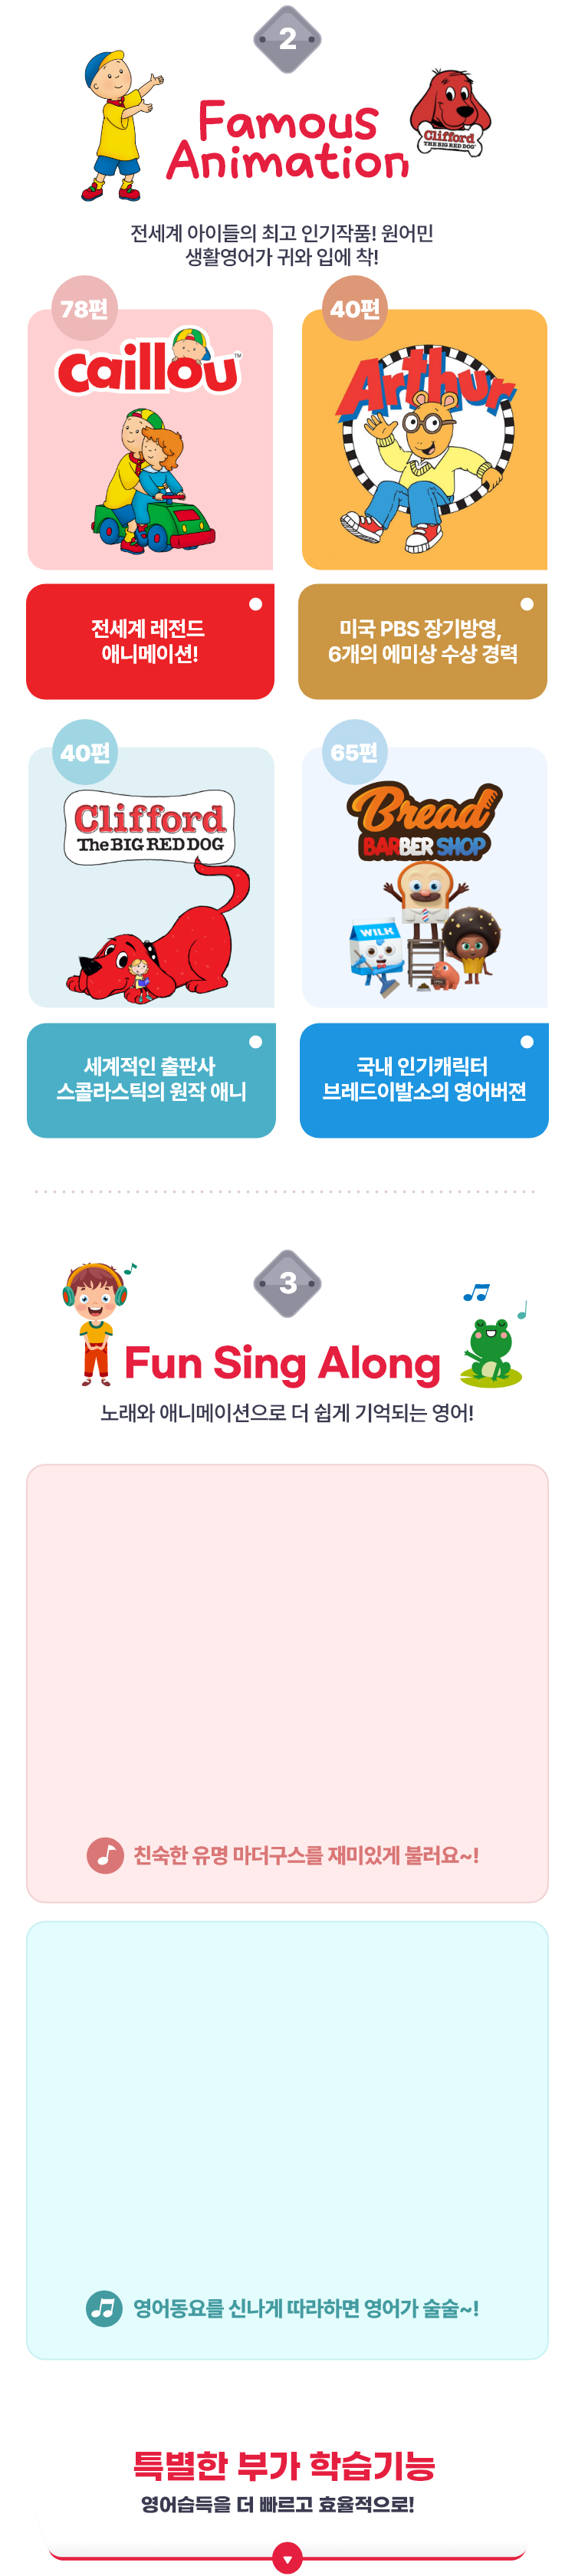 2
Famous
Animation
Clifford
THE BIG RED DOG
전세계 아이들의 최고 인기작품! 원어민
생활영어가 귀와 입에 착!
78편
caillou
TM
40편
Arthur
전세계 레전드
애니메이션!
미국 PBS 장기방영,
6개의 에미상 수상 경력
40편
Clifford
The BIG RED DOG
65편
Bread
BARBER SHOP
WILK
세계적인 출판사
스콜라스틱의 원작 애니
국내 인기캐릭터
브레드이발소의 영어버젼
3
Fun Sing Along
노래와 애니메이션으로 더 쉽게 기억되는 영어!
친숙한 유명 마더구스를 재미있게 불러요~!
영어동요를 신나게 따라하면 영어가 술술~!
특별한 부가 학습기능
영어습득을 더 빠르고 효율적으로!